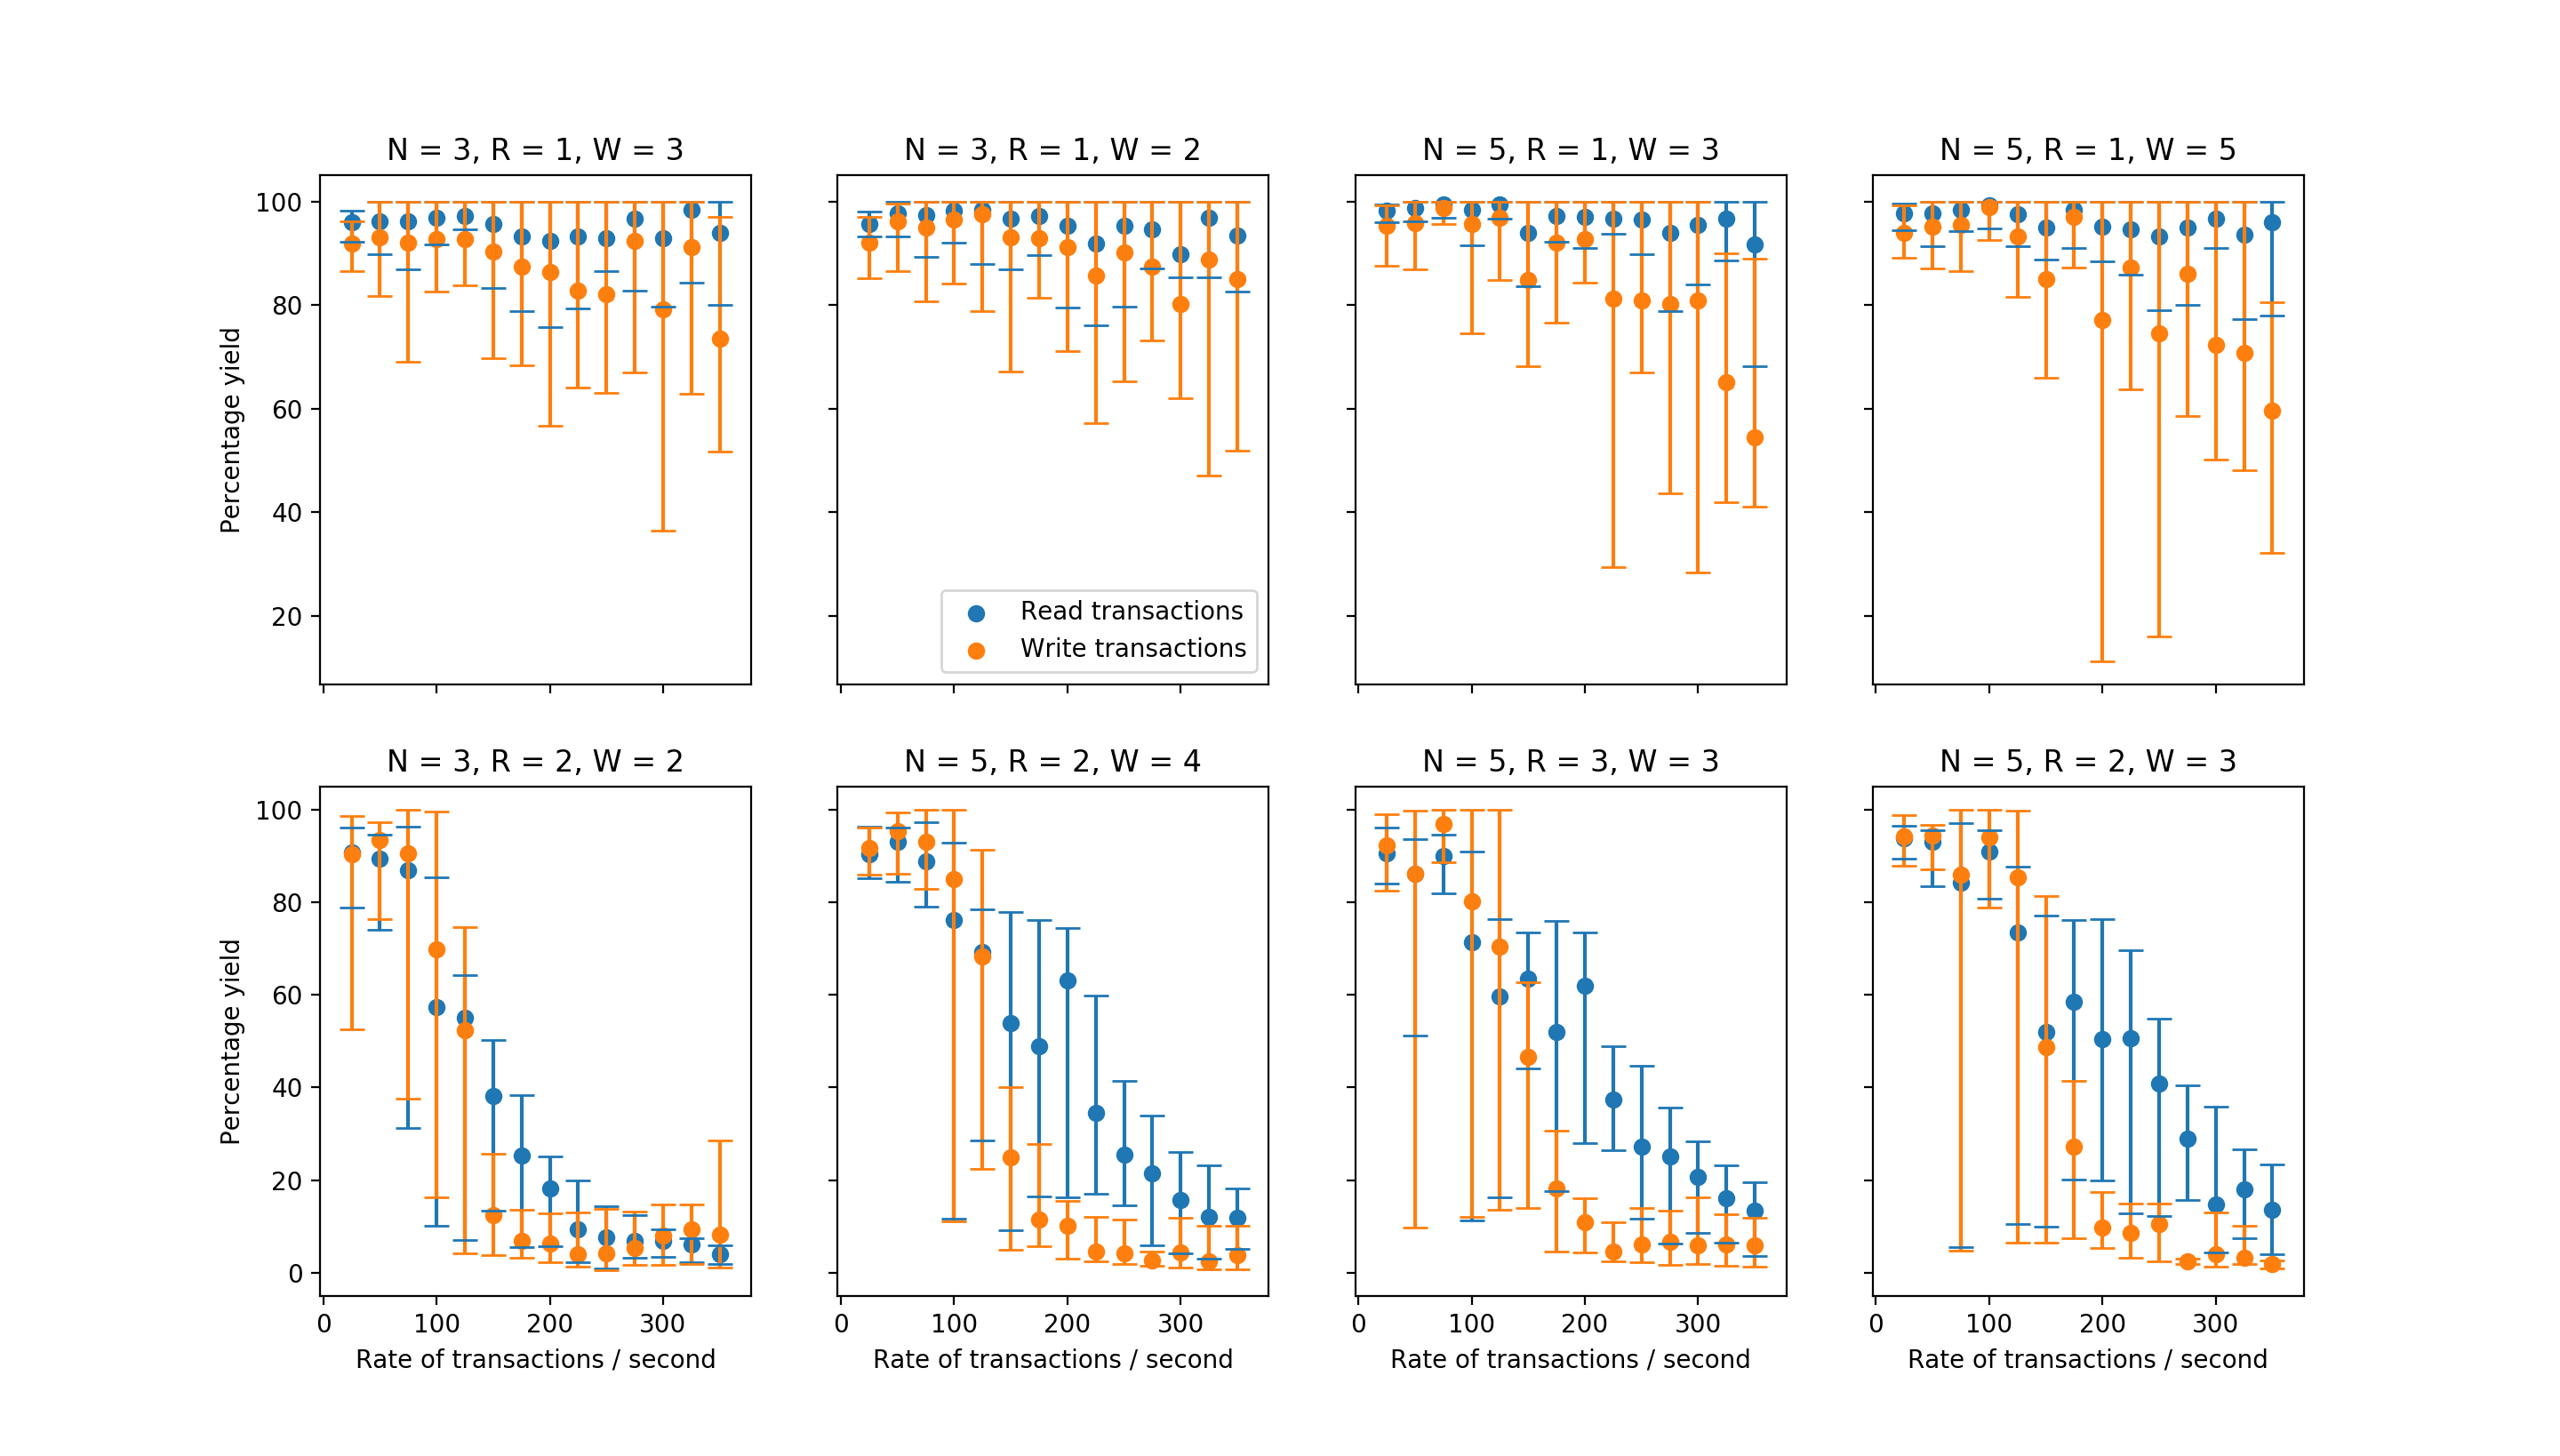 N = 3, R = 1, W = 3
N = 3, R = 1, W = 2
N = 5, R = 1, W = 3
N = 5, R = 1, W = 5
Percentage yield
100
80
60
40
20
Read transactions
Write transactions
N = 3, R = 2, W = 2
N = 5, R = 2, W = 4
N = 5, R = 3, W = 3
N = 5, R = 2, W = 3
Percentage yield
100
80
60
40
20
0
0 100 200 300
0 100 200 300
0 100 200 300
0 100 200 300
Rate of transactions / second
Rate of transactions / second
Rate of transactions / second
Rate of transactions / second